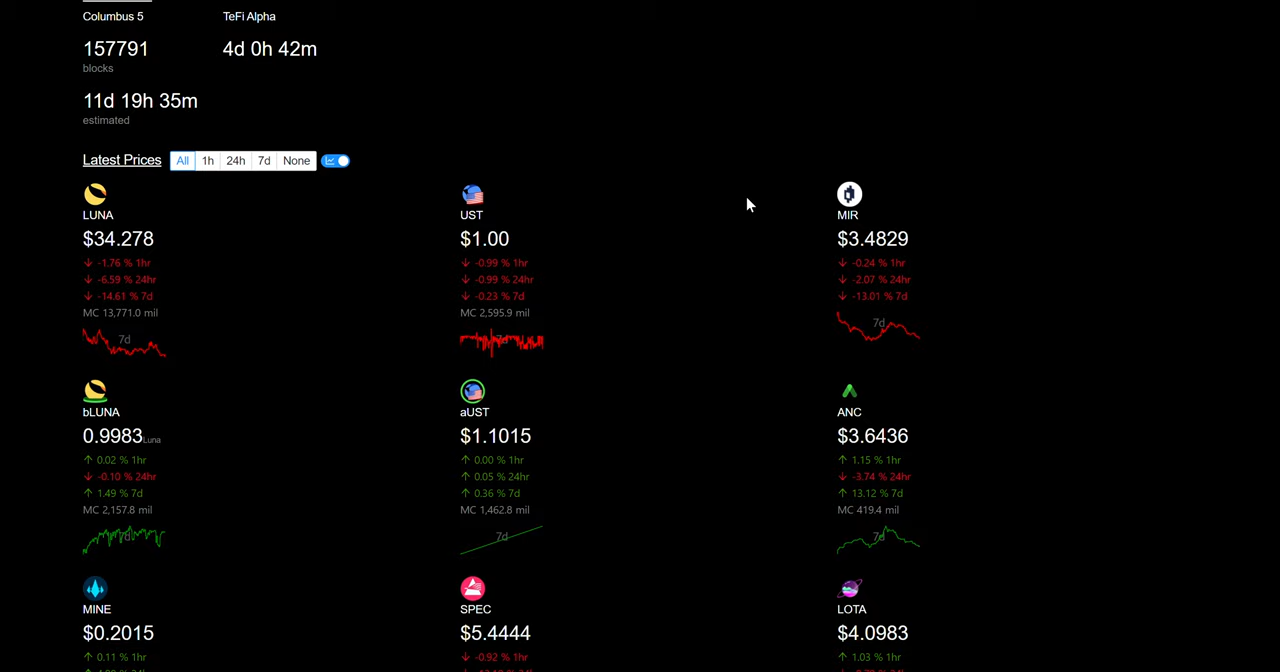 Columbus 5 TeFi Alpha
157791 4d 0h 42m
blocks
11d 19h 35m
estimated
Latest Prices All 1h 24h 7d None
LUNA UST MIR
$34.278 $1.00 $3.4829
↓ -1.76 % 1hr ↓ -0.99 % 1hr ↓ -0.24 % 1hr
↓ -6.59 % 24hr ↓ -0.99 % 24hr ↓ -2.07 % 24hr
↓ -14.61 % 7d ↓ -0.23 % 7d ↓ -13.01 % 7d
MC 13,771.0 mil MC 2,595.9 mil
7d 7d 7d
bLUNA aUST ANC
0.9983Luna $1.1015 $3.6436
↑ 0.02 % 1hr ↑ 0.00 % 1hr ↑ 1.15 % 1hr
↓ -0.10 % 24hr ↑ 0.05 % 24hr ↓ -3.74 % 24hr
↑ 1.49 % 7d ↑ 0.36 % 7d ↑ 13.12 % 7d
MC 2,157.8 mil MC 1,462.8 mil MC 419.4 mil
7d 7d 7d
MINE SPEC LOTA
$0.2015 $5.4444 $4.0983
↑ 0.11 % 1hr ↓ -0.92 % 1hr ↑ 1.03 % 1hr